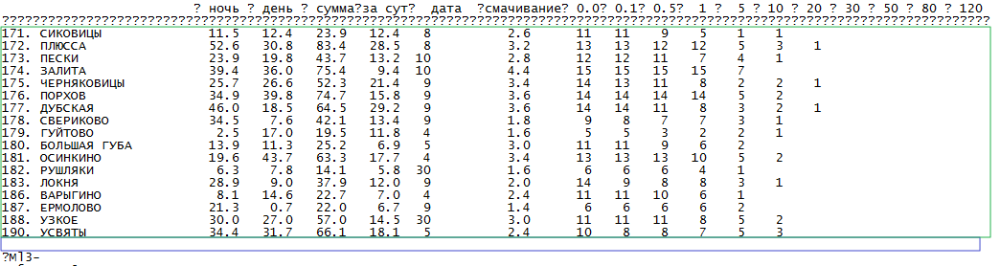 ? ночь ? день ? сумма?за сут? дата ?смачивание? 0.0? 0.1? 0.5? 1 ? 5 ? 10 ? 20 ? 30 ? 50 ? 80 ? 120
171. СИКОВИЦЫ 11.5 12.4 23.9 12.4 8 2.6 11 11 9 5 1 1
172. ПЛЮССА 52.6 30.8 83.4 28.5 8 3.2 13 13 12 12 5 3 1
173. ПЕСКИ 23.9 19.8 43.7 13.2 10 2.8 12 12 11 7 4 1
174. ЗАЛИТА 39.4 36.0 75.4 9.4 10 4.4 15 15 15 15 7
175. ЧЕРНЯКОВИЦЫ 25.7 26.6 52.3 21.4 9 3.4 14 13 11 8 2 2 1
176. ПОРХОВ 34.9 39.8 74.7 15.8 9 3.6 14 14 14 14 5 2
177. ДУБСКАЯ 46.0 18.5 64.5 29.2 9 3.6 14 14 11 8 3 2 1
178. СВЕРИКОВО 34.5 7.6 42.1 13.4 9 1.8 9 8 7 7 3 1
179. ГУЙТОВО 2.5 17.0 19.5 11.8 4 1.6 5 5 3 2 2 1
180. БОЛЬШАЯ ГУБА 13.9 11.3 25.2 6.9 5 3.0 11 11 9 6 2
181. ОСИНКИНО 19.6 43.7 63.3 17.7 4 3.4 13 13 13 10 5 2
182. РУШЛЯКИ 6.3 7.8 14.1 5.8 30 1.6 6 6 6 4 1
183. ЛОКНЯ 28.9 9.0 37.9 12.0 9 2.0 14 9 8 8 3 1
186. ВАРЫГИНО 8.1 14.6 22.7 7.0 4 2.4 11 11 10 6 1
187. ЕРМОЛОВО 21.3 0.7 22.0 6.7 9 1.4 6 6 6 6 2
188. УЗКОЕ 30.0 27.0 57.0 14.5 30 3.0 11 11 11 8 5 2
190. УСВЯТЫ 34.4 31.7 66.1 18.1 5 2.4 10 8 8 7 5 3
?М]3-